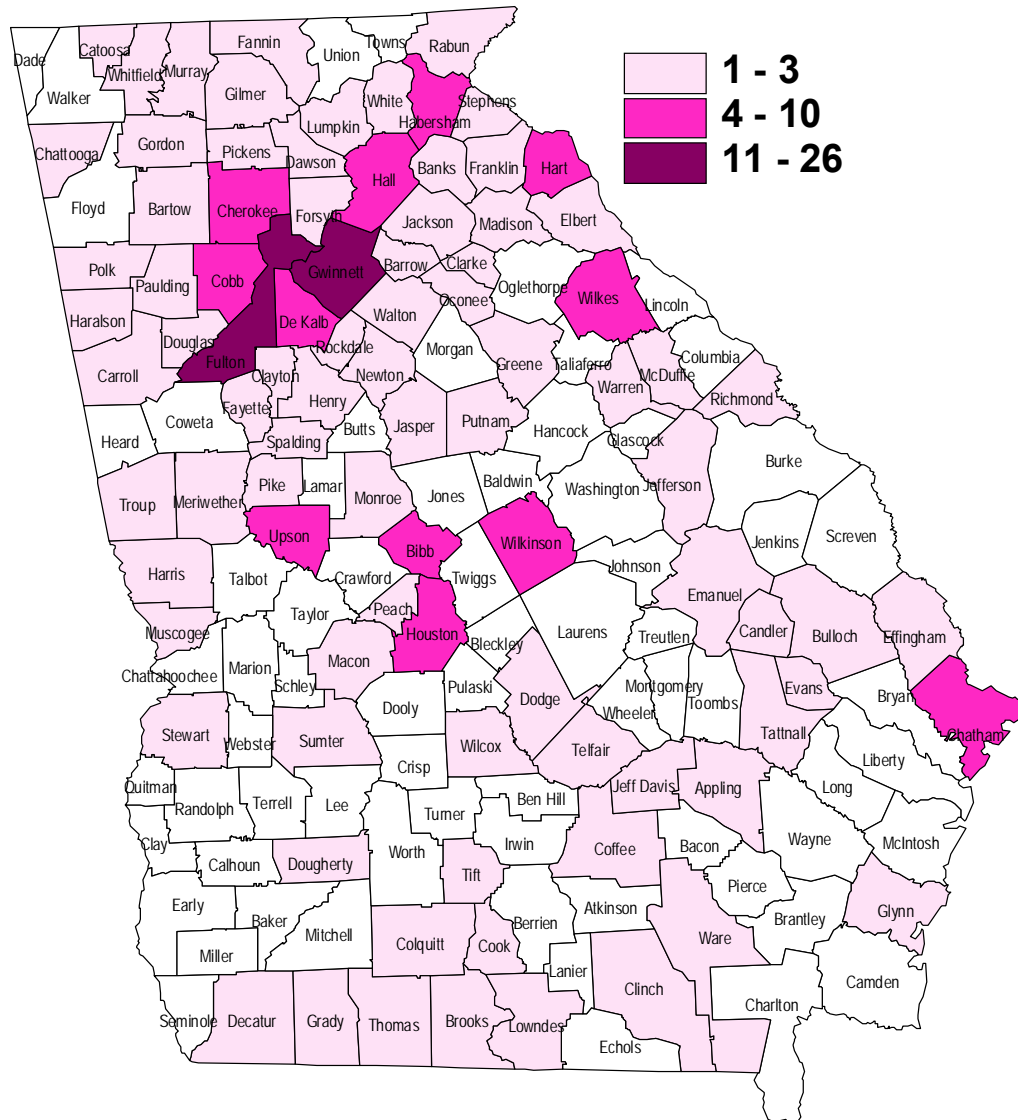 1 - 3
4 - 10
11 - 26
Dade
Catoosa
Whitfield
Murray
Fannin
Union
Towns
Rabun
Walker
Gilmer
White
Habersham
Stephens
Lumpkin
Chattooga
Gordon
Pickens
Dawson
Hall
Banks
Franklin
Hart
Floyd
Bartow
Cherokee
Forsyth
Jackson
Madison
Elbert
Polk
Paulding
Cobb
Gwinnett
Barrow
Clarke
Oconee
Oglethorpe
Wilkes
Lincoln
Haralson
Douglas
Fulton
De Kalb
Rockdale
Walton
Morgan
Greene
Taliaferro
Columbia
McDuffie
Warren
Richmond
Carroll
Clayton
Fayette
Henry
Newton
Jasper
Putnam
Hancock
Glascock
Coweta
Spalding
Butts
Heard
Burke
Troup
Meriwether
Pike
Lamar
Monroe
Jones
Baldwin
Washington
Jefferson
Screven
Jenkins
Upson
Bibb
Wilkinson
Johnson
Harris
Talbot
Crawford
Twiggs
Emanuel
Taylor
Peach
Muscogee
Houston
Bleckley
Laurens
Treutlen
Candler
Bulloch
Effingham
Chattahoochee
Marion
Schley
Macon
Pulaski
Dodge
Montgomery
Wheeler
Toombs
Evans
Bryan
Chatham
Dooly
Stewart
Webster
Sumter
Wilcox
Telfair
Tattnall
Liberty
Crisp
Quitman
Randolph
Terrell
Lee
Turner
Ben Hill
Jeff Davis
Appling
Long
Clay
Calhoun
Dougherty
Worth
Irwin
Coffee
Bacon
Wayne
McIntosh
Tift
Pierce
Early
Baker
Mitchell
Berrien
Atkinson
Brantley
Glynn
Miller
Colquitt
Cook
Ware
Lanier
Camden
Clinch
Charlton
Seminole
Decatur
Grady
Thomas
Brooks
Lowndes
Echols